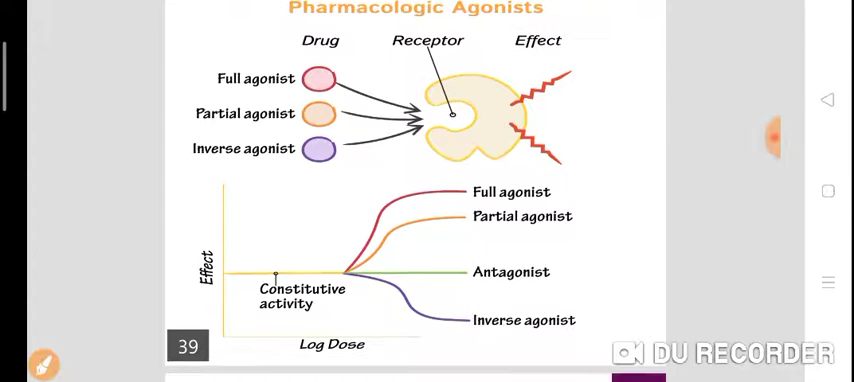 Pharmacologic Agonists
Drug Receptor Effect
Full agonist
Partial agonist
Inverse agonist
Full agonist
Partial agonist
Effect
Antagonist
Constitutive
activity
Inverse agonist
39
Log Dose
DU RECORDER